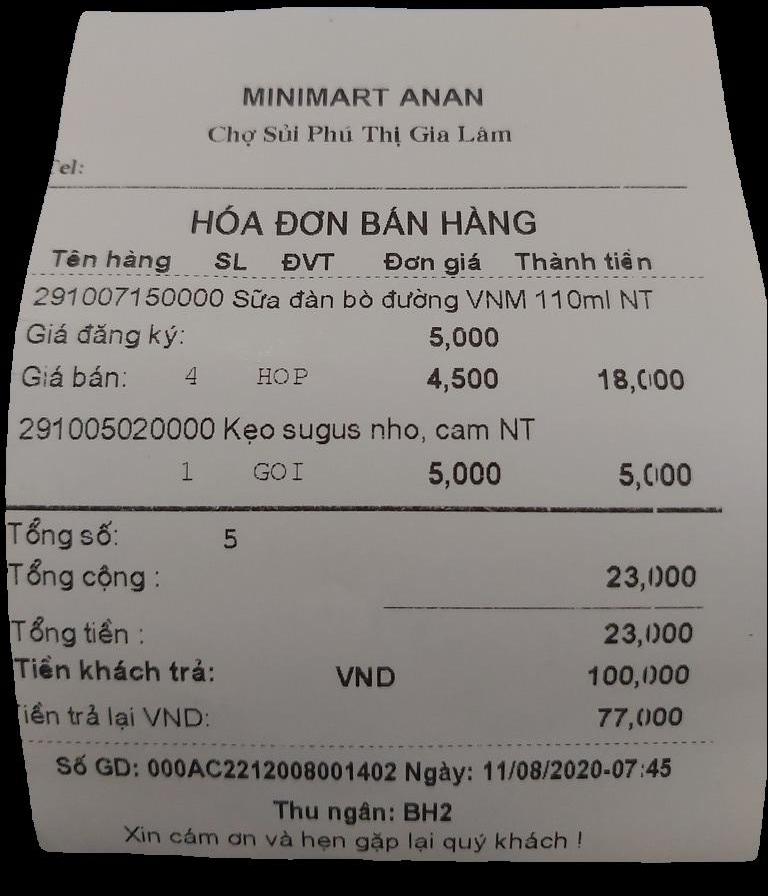 MINIMART ANAN
Chợ Sủi Phú Thị Gia Lâm
Tel:
HÓA ĐƠN BÁN HÀNG
Tên hàng SL ĐVT Đơn giá Thành tiền
291007150000 Sữa đàn bò đường VNM 110ml NT
Giá đăng ký: 5,000
Giá bán: 4 HOP 4,500 18,000
291005020000 Kẹo sugus nho, cam NT
1 GOI 5,000 5,000
Tổng số: 5
Tổng cộng : 23,000
Tổng tiền : 23,000
Tiền khách trả: VND 100,000
Tiền trả lại VND: 77,000
Số GD: 000AC2212008001402 Ngày: 11/08/2020-07:45
Thu ngân: BH2
Xin cám ơn và hẹn gặp lại quý khách !